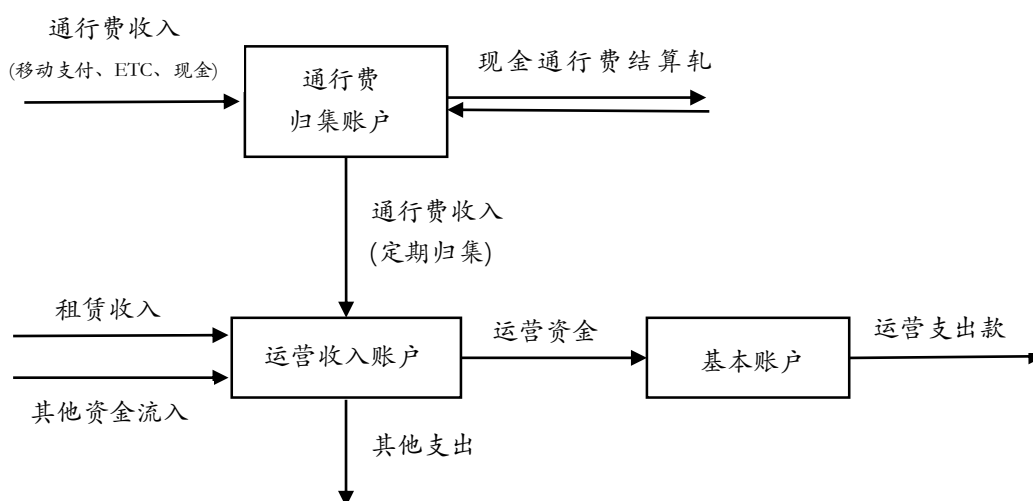 通行费收入
(移动支付、ETC、现金)
通行费
归集账户
现金通行费结算轧
通行费收入
(定期归集)
租赁收入
其他资金流入
运营收入账户
运营资金
基本账户
运营支出款
其他支出